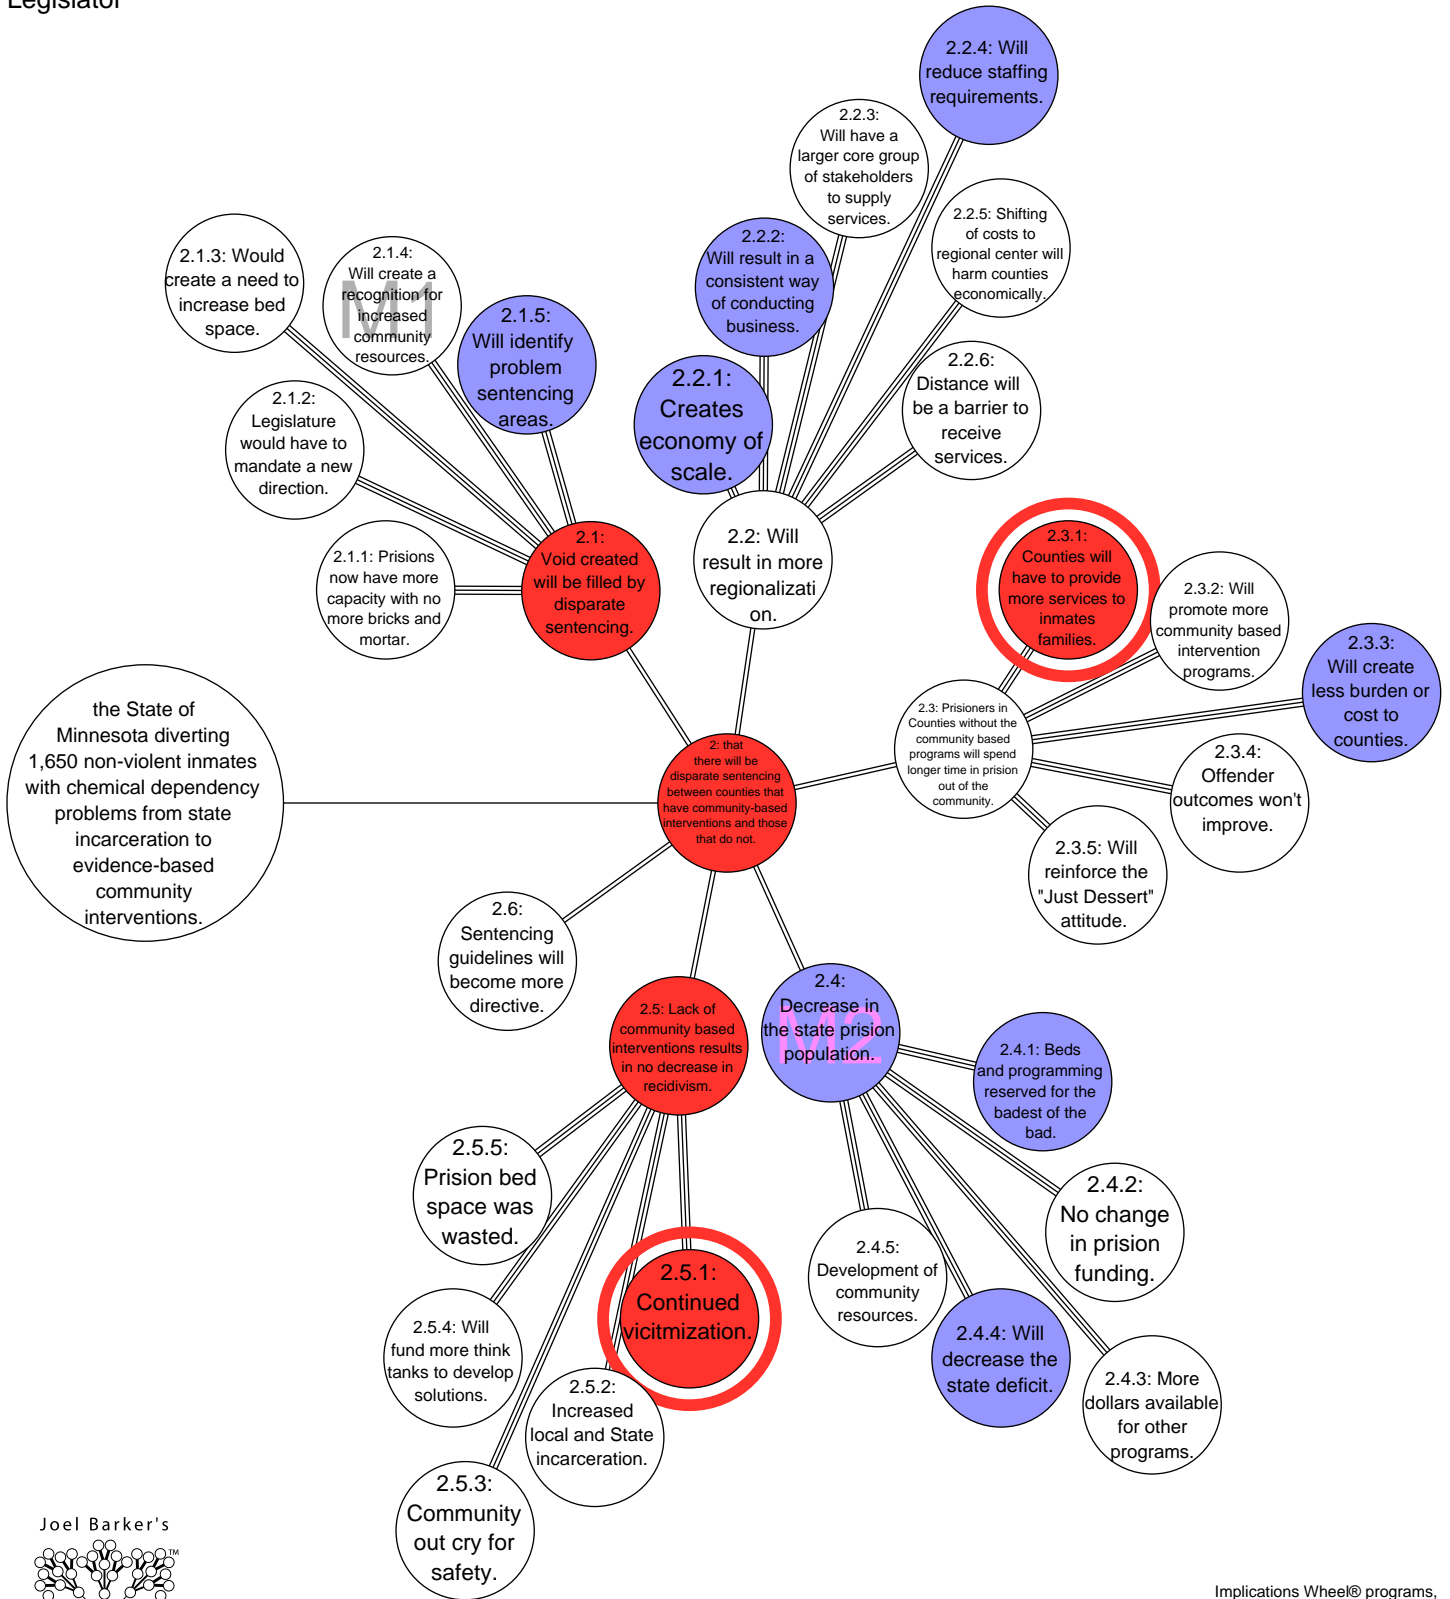 Legislator
2.2.4: Will
reduce staffing
requirements.
2.2.3:
Will have a
larger core group
of stakeholders
to supply
services.
2.2.5: Shifting
of costs to
regional center will
harm counties
economically.
2.2.2:
Will result in a
consistent way
of conducting
business.
2.1.3: Would
create a need to
increase bed
space.
2.1.4:
Will create a
recognition for
increased
community
resources.
M1
2.1.5:
Will identify
problem
sentencing
areas.
2.2.1:
Creates
economy of
scale.
2.2.6:
Distance will
be a barrier to
receive
services.
2.1.2:
Legislature
would have to
mandate a new
direction.
2.1.1: Prisions
now have more
capacity with no
more bricks and
mortar.
2.1:
Void created
will be filled by
disparate
sentencing.
2.2: Will
result in more
regionalizati
on.
2.3.1:
Counties will
have to provide
more services to
inmates
families.
2.3.2: Will
promote more
community based
intervention
programs.
2.3.3:
Will create
less burden or
cost to
counties.
the State of
Minnesota diverting
1,650 non-violent inmates
with chemical dependency
problems from state
incarceration to
evidence-based
community
interventions.
2: that
there will be
disparate sentencing
between counties that
have community-based
interventions and those
that do not.
2.3: Prisioners in
Counties without the
community based
programs will spend
longer time in prision
out of the
community.
2.3.4:
Offender
outcomes won't
improve.
2.3.5: Will
reinforce the
"Just Dessert"
attitude.
2.6:
Sentencing
guidelines will
become more
directive.
2.5: Lack of
community based
interventions results
in no decrease in
recidivism.
2.4:
Decrease in
the state prision
population.
M2
2.4.1: Beds
and programming
reserved for the
badest of the
bad.
2.5.5:
Prision bed
space was
wasted.
2.4.2:
No change
in prision
funding.
2.4.5:
Development of
community
resources.
2.5.1:
Continued
vicitmization.
2.5.4: Will
fund more think
tanks to develop
solutions.
2.4.4: Will
decrease the
state deficit.
2.4.3: More
dollars available
for other
programs.
2.5.2:
Increased
local and State
incarceration.
2.5.3:
Community
out cry for
safety.
Joel Barker's
TM
Implications Wheel® programs,